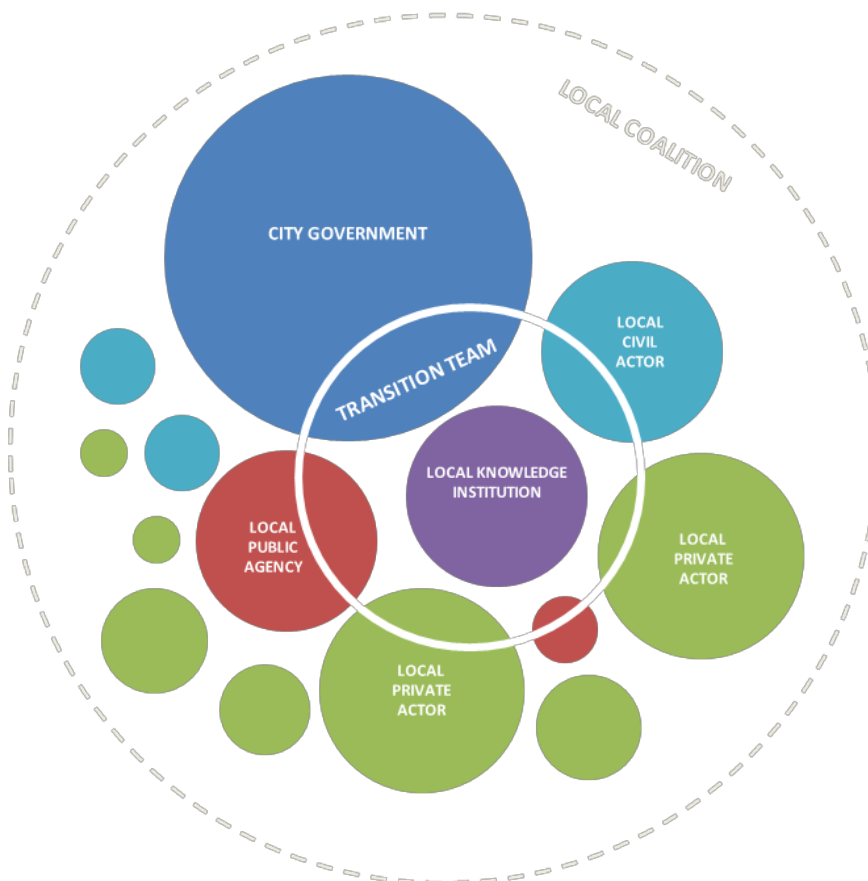 LOCAL COALITION
CITY GOVERNMENT
LOCAL
CIVIL
ACTOR
TRANSITION TEAM
LOCAL KNOWLEDGE
INSTITUTION
LOCAL
PUBLIC
AGENCY
LOCAL
PRIVATE
ACTOR
LOCAL
PRIVATE
ACTOR